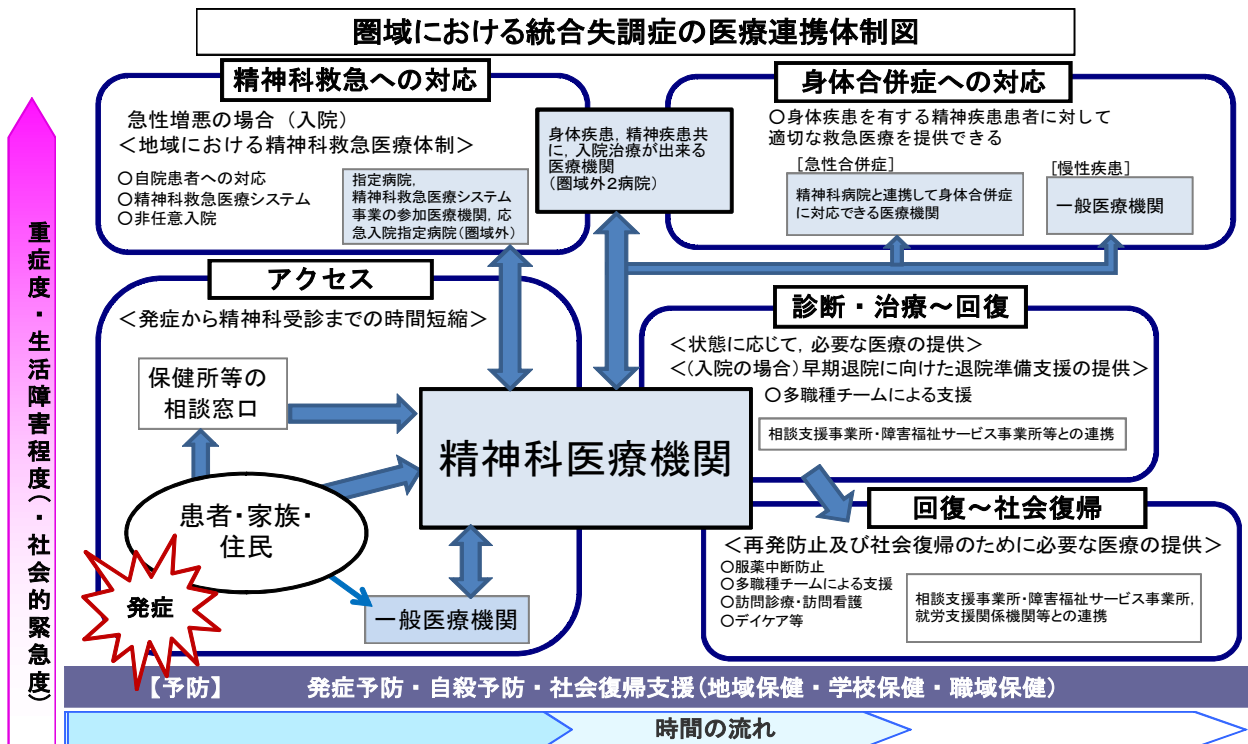 圏域における統合失調症の医療連携体制図
精神科救急への対応
急性増悪の場合（入院）
＜地域における精神科救急医療体制＞
○自院患者への対応
○精神科救急医療システム
○非任意入院
指定病院，
精神科救急医療システム
事業の参加医療機関，応
急入院指定病院（圏域外）
身体疾患，精神疾患共
に，入院治療が出来る
医療機関
（圏域外２病院）
身体合併症への対応
○身体疾患を有する精神疾患患者に対して
適切な救急医療を提供できる
［急性合併症］
精神科病院と連携して身体合併症
に対応できる医療機関
［慢性疾患］
一般医療機関
重症度・生活障害程度（・社会的緊急度）
アクセス
＜発症から精神科受診までの時間短縮＞
保健所等の
相談窓口
患者・家族・
住民
発症
一般医療機関
精神科医療機関
診断・治療～回復
＜状態に応じて，必要な医療の提供＞
＜（入院の場合）早期退院に向けた退院準備支援の提供＞
○多職種チームによる支援
相談支援事業所・障害福祉サービス事業所等との連携
回復～社会復帰
＜再発防止及び社会復帰のために必要な医療の提供＞
○服薬中断防止
○多職種チームによる支援
○訪問診療・訪問看護
○デイケア等
相談支援事業所・障害福祉サービス事業所，
就労支援関係機関等との連携
【予防】 発症予防・自殺予防・社会復帰支援（地域保健・学校保健・職域保健）
時間の流れ